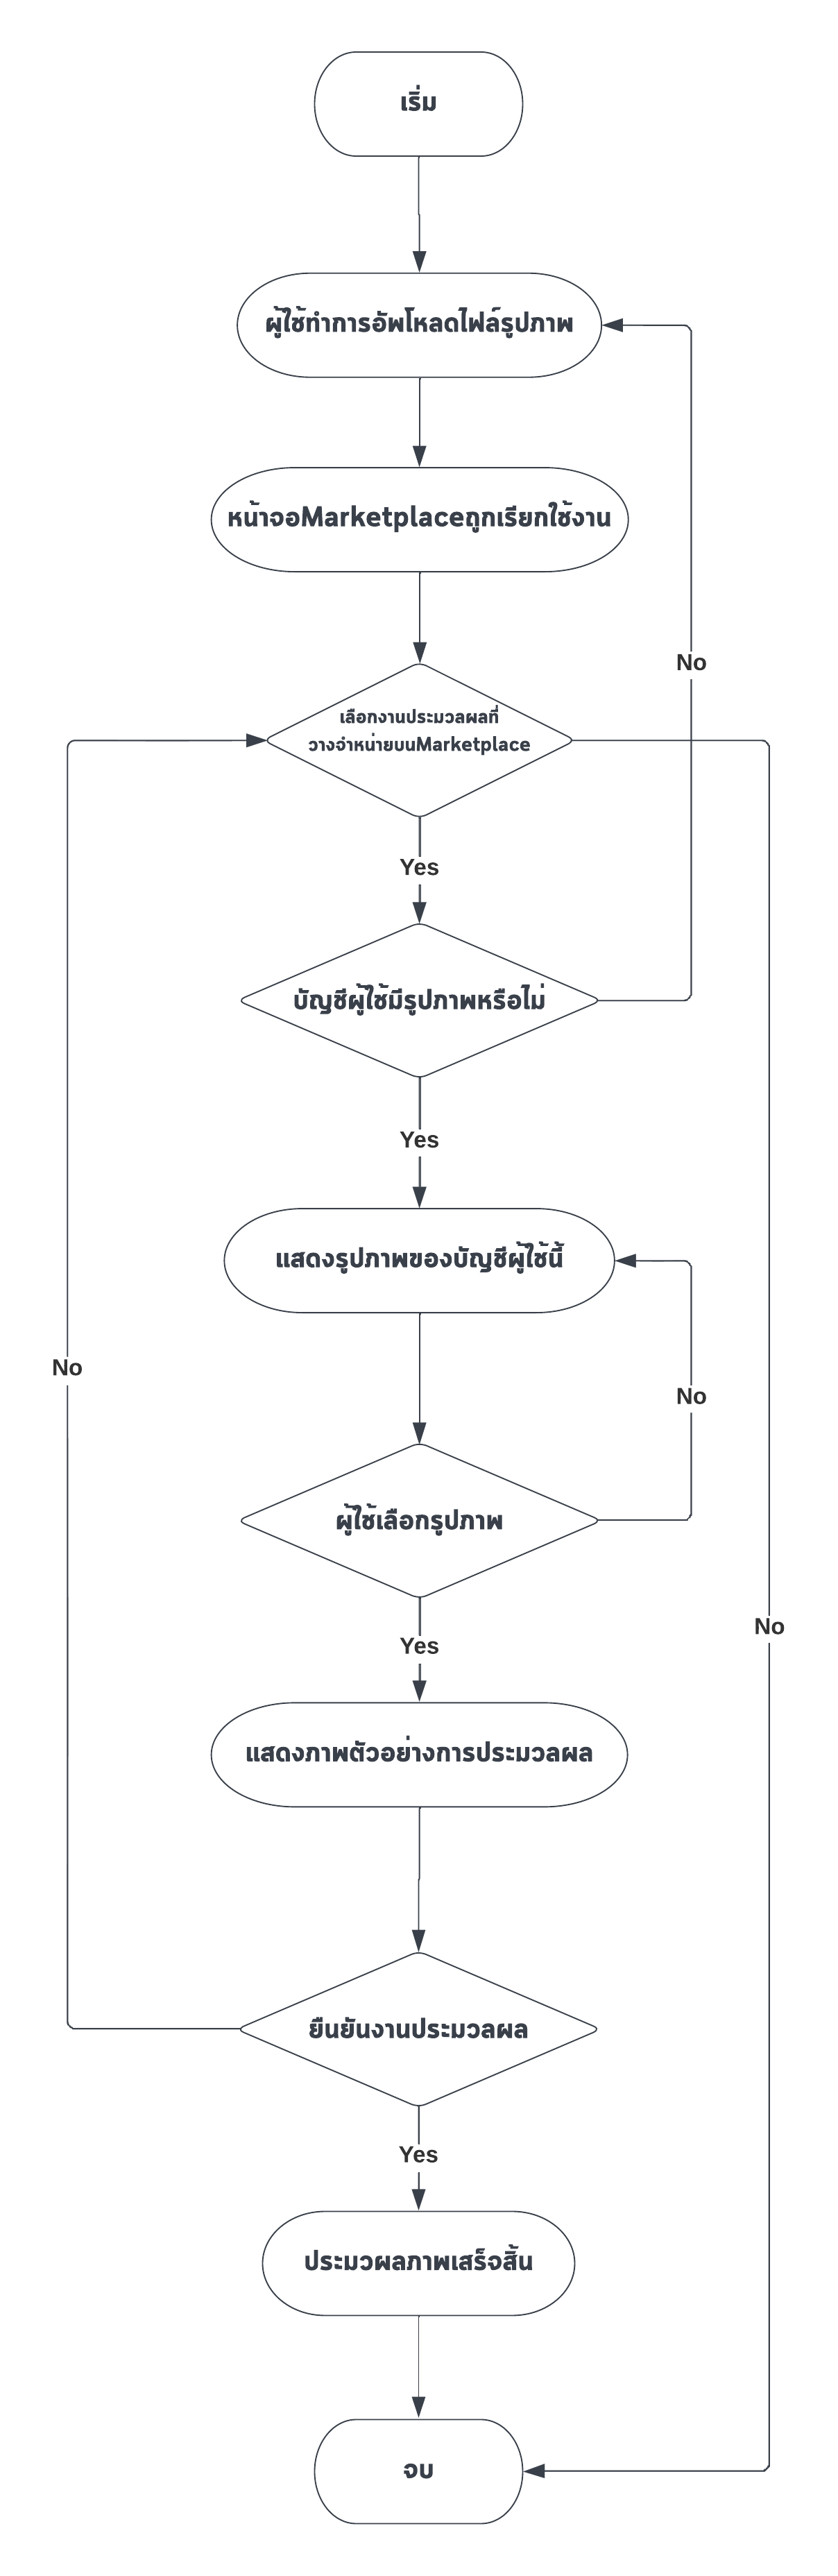 เริ่ม
ผู้ใช้ทำการอัพโหลดไฟล์รูปภาพ
หน้าจอMarketplaceถูกเรียกใช้งาน
No
เลือกงานประมวลผลที่
วางจำหน่ายบนMarketplace
Yes
บัญชีผู้ใช้มีรูปภาพหรือไม่
Yes
แสดงรูปภาพของบัญชีผู้ใช้นี้
No
No
ผู้ใช้เลือกรูปภาพ
No
Yes
แสดงภาพตัวอย่างการประมวลผล
ยืนยันงานประมวลผล
Yes
ประมวผลภาพเสร็จสิ้น
จบ